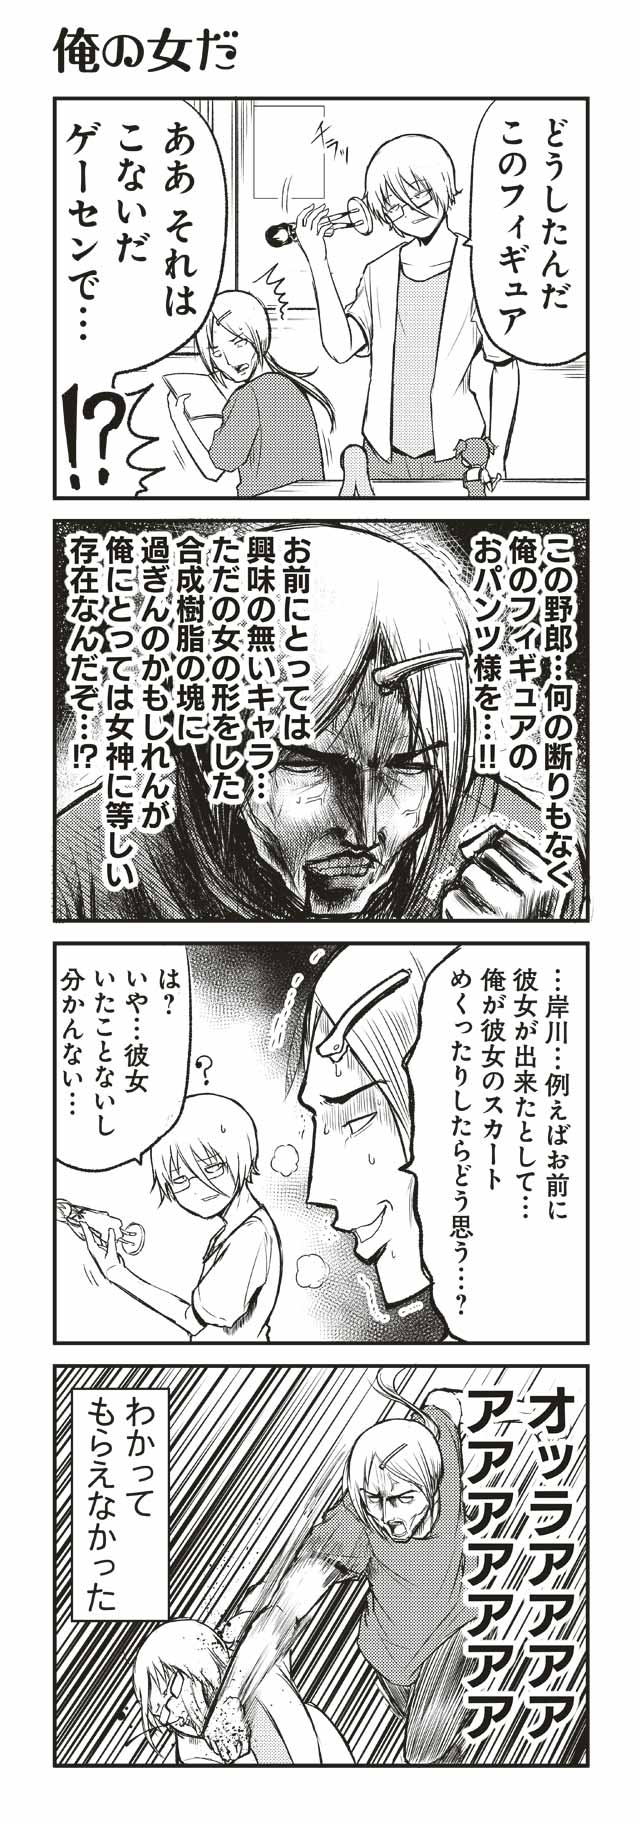 俺の女だ
どうしたんだ
このフィギュア
チラッ
ああ それは
こないだ
ゲーセンで…
!?
この野郎…何の断りもなく
俺のフィギュアの
おパンツ様を…!!
お前にとっては
興味の無いキャラ…
ただの女の形をした
合成樹脂の塊に
過ぎんのかもしれんが
俺にとっては女神に等しい
存在なんだぞ…!?
…岸川…例えばお前に
彼女が出来たとして…
俺が彼女のスカート
めくったりしたらどう思う…?
?
は?
いや…彼女
いたことないし
分かんない…
オッラアアアア
アアアアアアア
わかって
もらえなかった